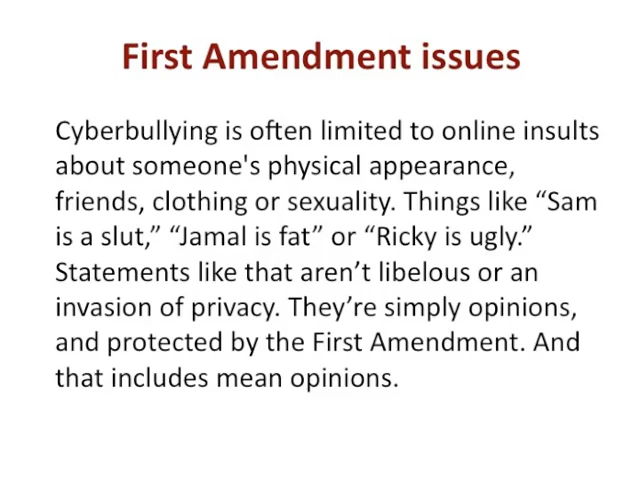 First Amendment issues
Cyberbullying is often limited to online insults
about someone's physical appearance,
friends, clothing or sexuality. Things like “Sam
is a slut,” “Jamal is fat” or “Ricky is ugly.”
Statements like that aren’t libelous or an
invasion of privacy. They’re simply opinions,
and protected by the First Amendment. And
that includes mean opinions.